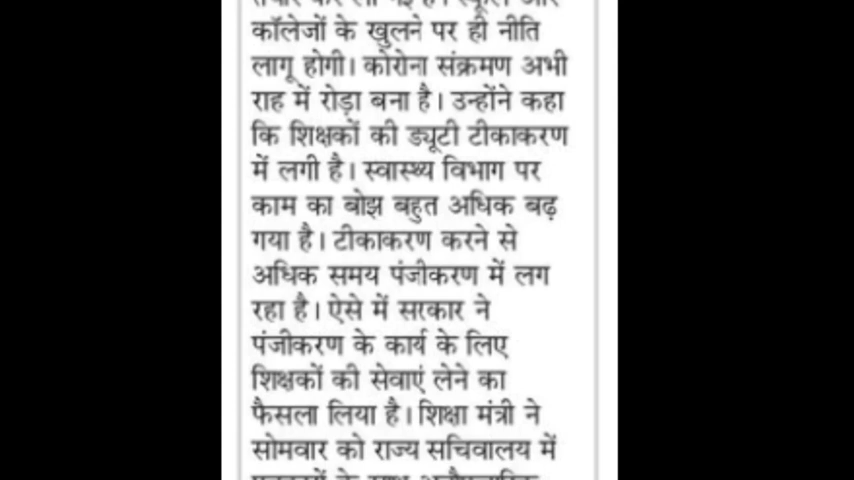 कॉलेजों के खुलने पर ही नीति
लागू होगी। कोरोना संक्रमण अभी
राह में रोड़ा बना है। उन्होंने कहा
कि शिक्षकों की ड्यूटी टीकाकरण
में लगी है। स्वास्थ्य विभाग पर
काम का बोझ बहुत अधिक बढ़
गया है। टीकाकरण करने से
अधिक समय पंजीकरण में लग
रहा है। ऐसे में सरकार ने
पंजीकरण के कार्य के लिए
शिक्षकों की सेवाएं लेने का
फैसला लिया है। शिक्षा मंत्री ने
सोमवार को राज्य सचिवालय में